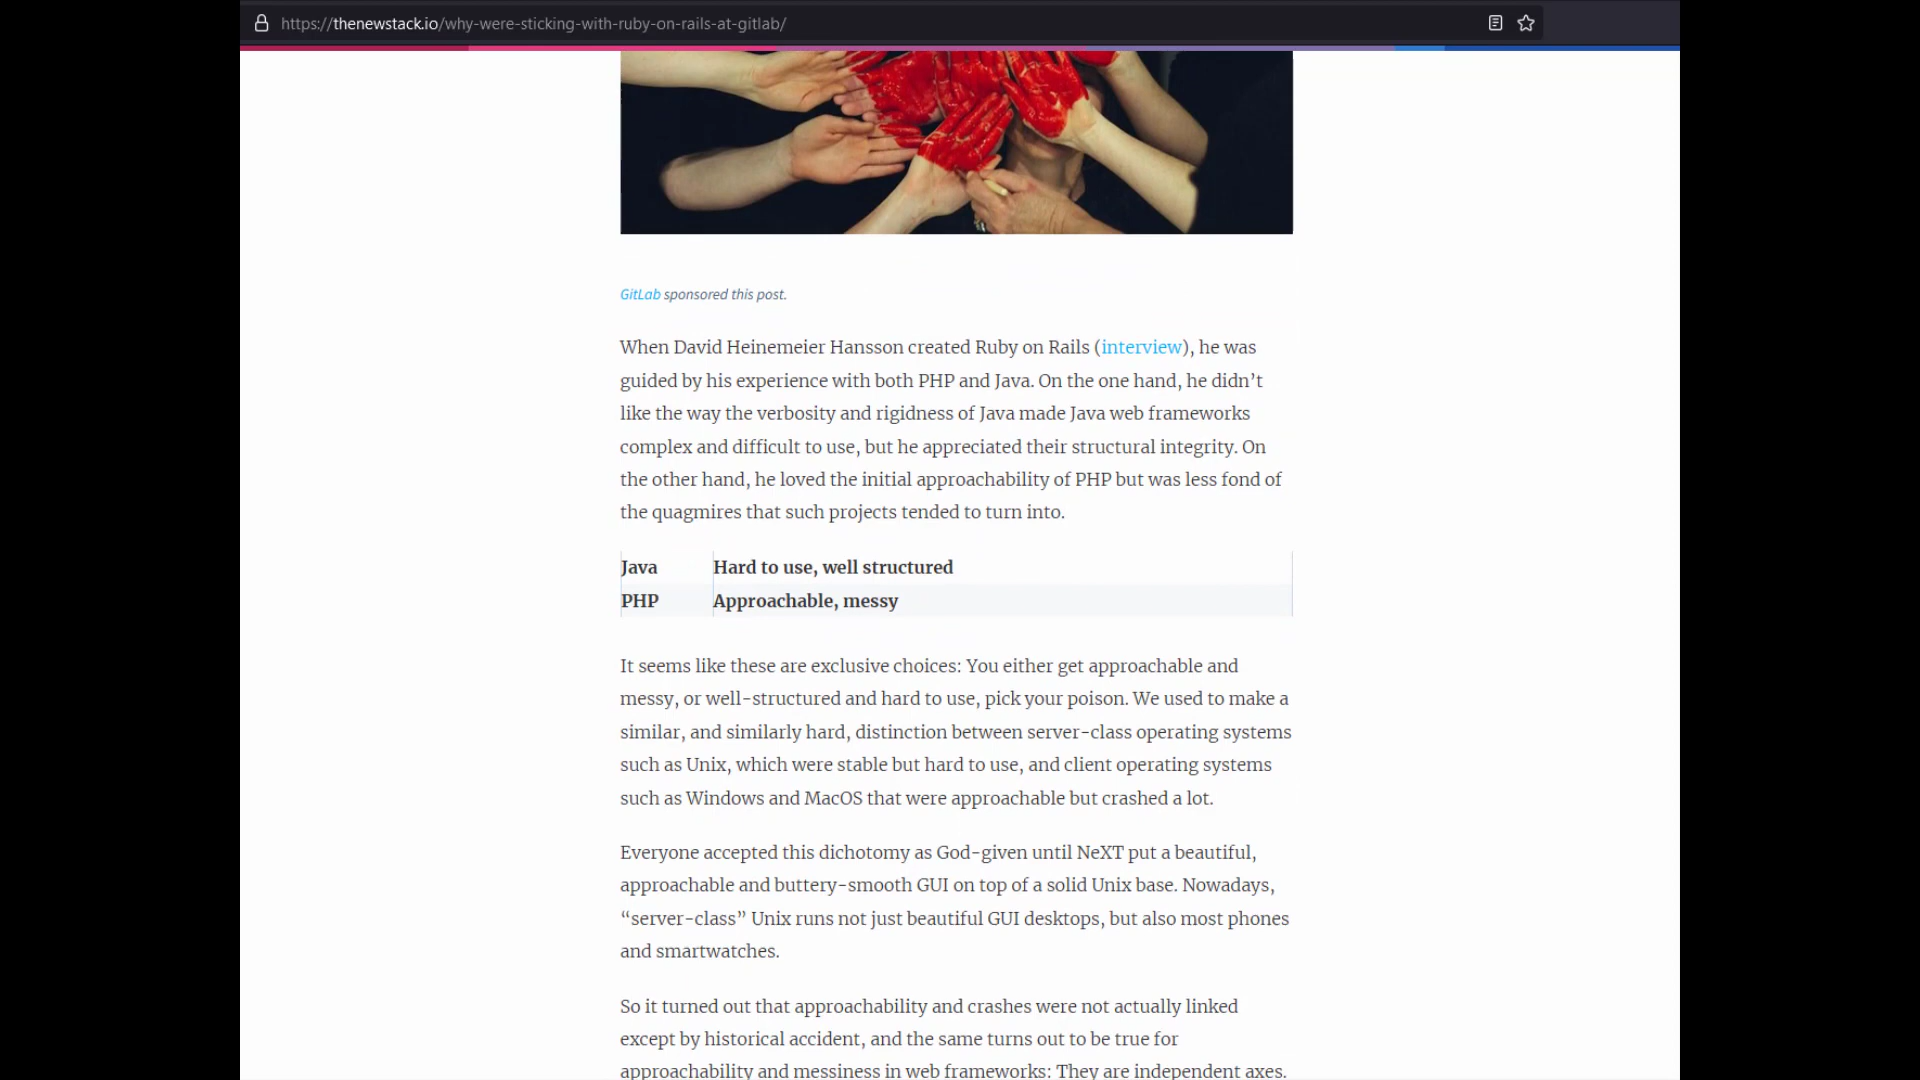 https://thenewstack.io/why-were-sticking-with-ruby-on-rails-at-gitlab/
GitLab sponsored this post.
When David Heinemeier Hansson created Ruby on Rails (interview), he was
guided by his experience with both PHP and Java. On the one hand, he didn’t
like the way the verbosity and rigidness of Java made Java web frameworks
complex and difficult to use, but he appreciated their structural integrity. On
the other hand, he loved the initial approachability of PHP but was less fond of
the quagmires that such projects tended to turn into.
Java Hard to use, well structured
PHP Approachable, messy
It seems like these are exclusive choices: You either get approachable and
messy, or well-structured and hard to use, pick your poison. We used to make a
similar, and similarly hard, distinction between server-class operating systems
such as Unix, which were stable but hard to use, and client operating systems
such as Windows and MacOS that were approachable but crashed a lot.
Everyone accepted this dichotomy as God-given until NeXT put a beautiful,
approachable and buttery-smooth GUI on top of a solid Unix base. Nowadays,
“server-class” Unix runs not just beautiful GUI desktops, but also most phones
and smartwatches.
So it turned out that approachability and crashes were not actually linked
except by historical accident, and the same turns out to be true for
approachability and messiness in web frameworks: They are independent axes.